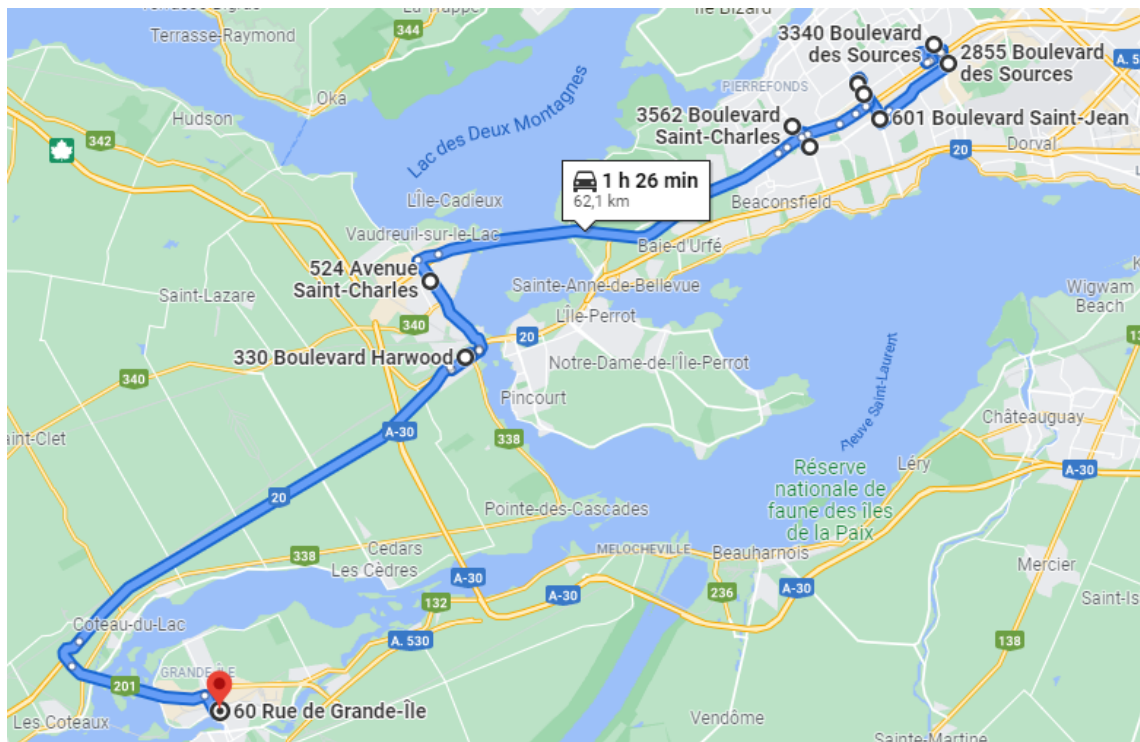 Terrasse-Raymond
344
La Trappe
Île Bizard
Oka
Hudson
342
Lac des Deux Montagnes
3340 Boulevard
des Sources
2855 Boulevard
des Sources
A. 5
PIERREFONDS
3562 Boulevard
Saint-Charles
601 Boulevard Saint-Jean
Dorval
20
1 h 26 min
62,1 km
L'Île-Cadieux
Beaconsfield
Vaudreuil-sur-le-Lac
Baie-d'Urfé
524 Avenue
Saint-Charles
Sainte-Anne-de-Bellevue
Saint-Lazare
340
L'Île-Perrot
20
Wigwam
Beach
330 Boulevard Harwood
Notre-Dame-de-l'Île-Perrot
340
Pincourt
Fleuve Saint-Laurent
Châteauguay
A-30
338
aint-Clet
Léry
A-30
Réserve
nationale de
faune des îles
de la Paix
20
Pointe-des-Cascades
338
Cedars
Les Cèdres
MELOCHEVILLE
Beauharnois
Mercier
A-30
A-30
A-30
236
132
Saint-Is
Coteau-du-Lac
A. 530
138
GRANDE-ÎLE
201
60 Rue de Grande-Île
Les Coteaux
Vendôme
Sainte-Martine